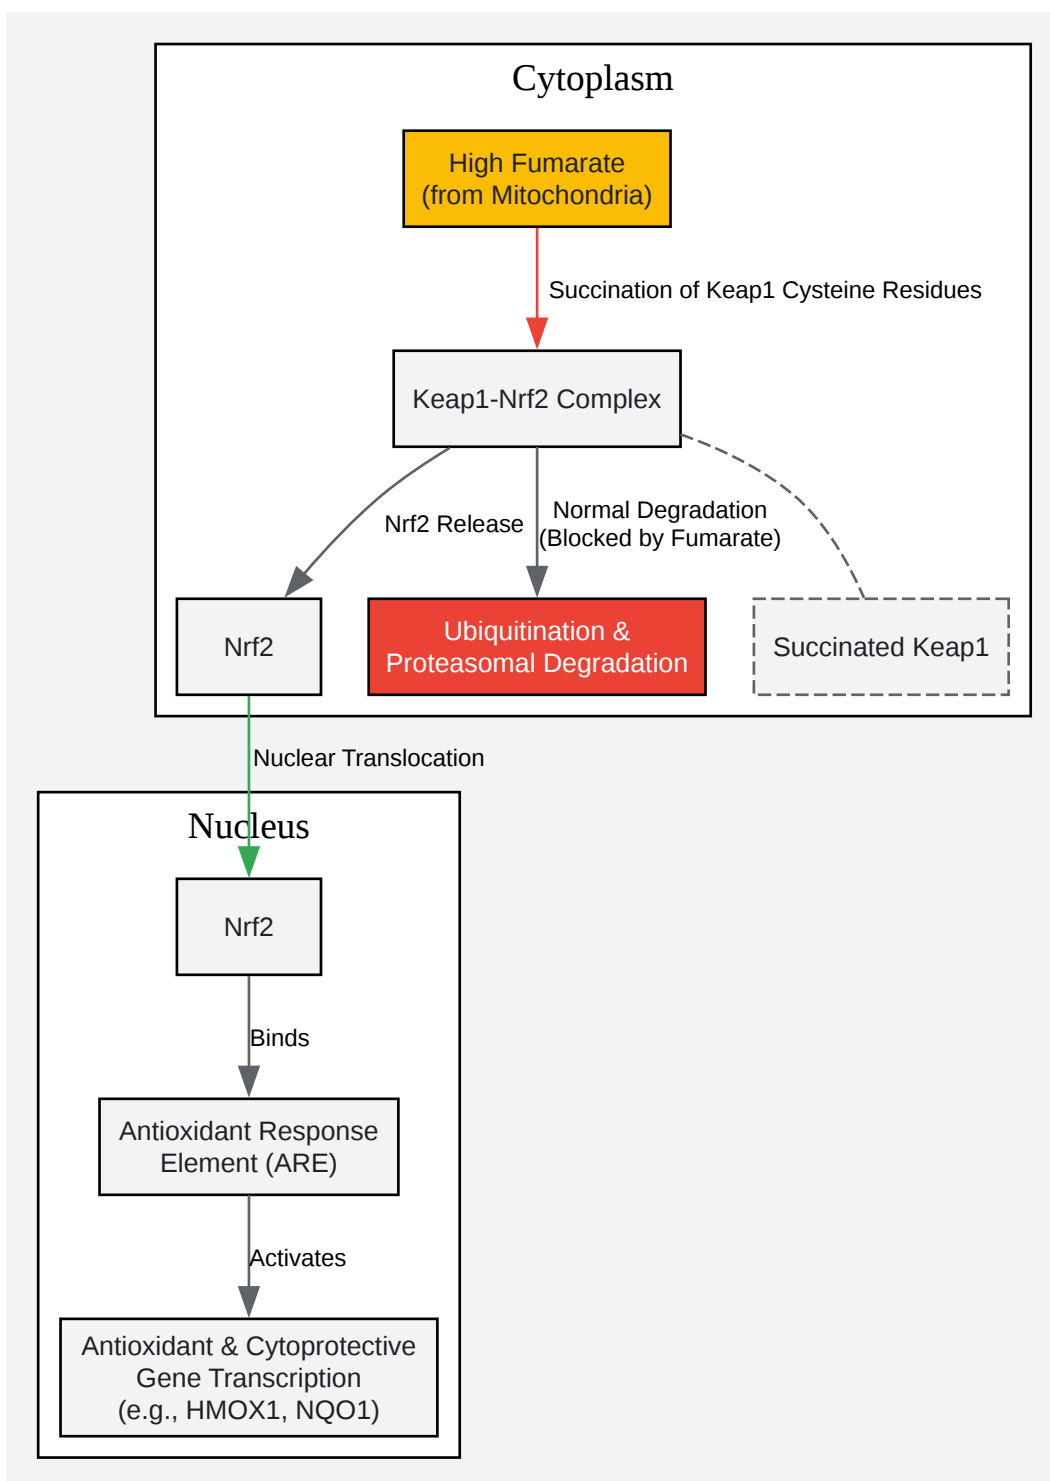 Cytoplasm
High Fumarate
(from Mitochondria)
Succination of Keap1 Cysteine Residues
Keap1-Nrf2 Complex
Nrf2 Release
Normal Degradation
(Blocked by Fumarate)
Nrf2
Ubiquitination &
Proteasomal Degradation
Succinated Keap1
Nuclear Translocation
Nucleus
Nrf2
Binds
Antioxidant Response
Element (ARE)
Activates
Antioxidant & Cytoprotective
Gene Transcription
(e.g., HMOX1, NQO1)